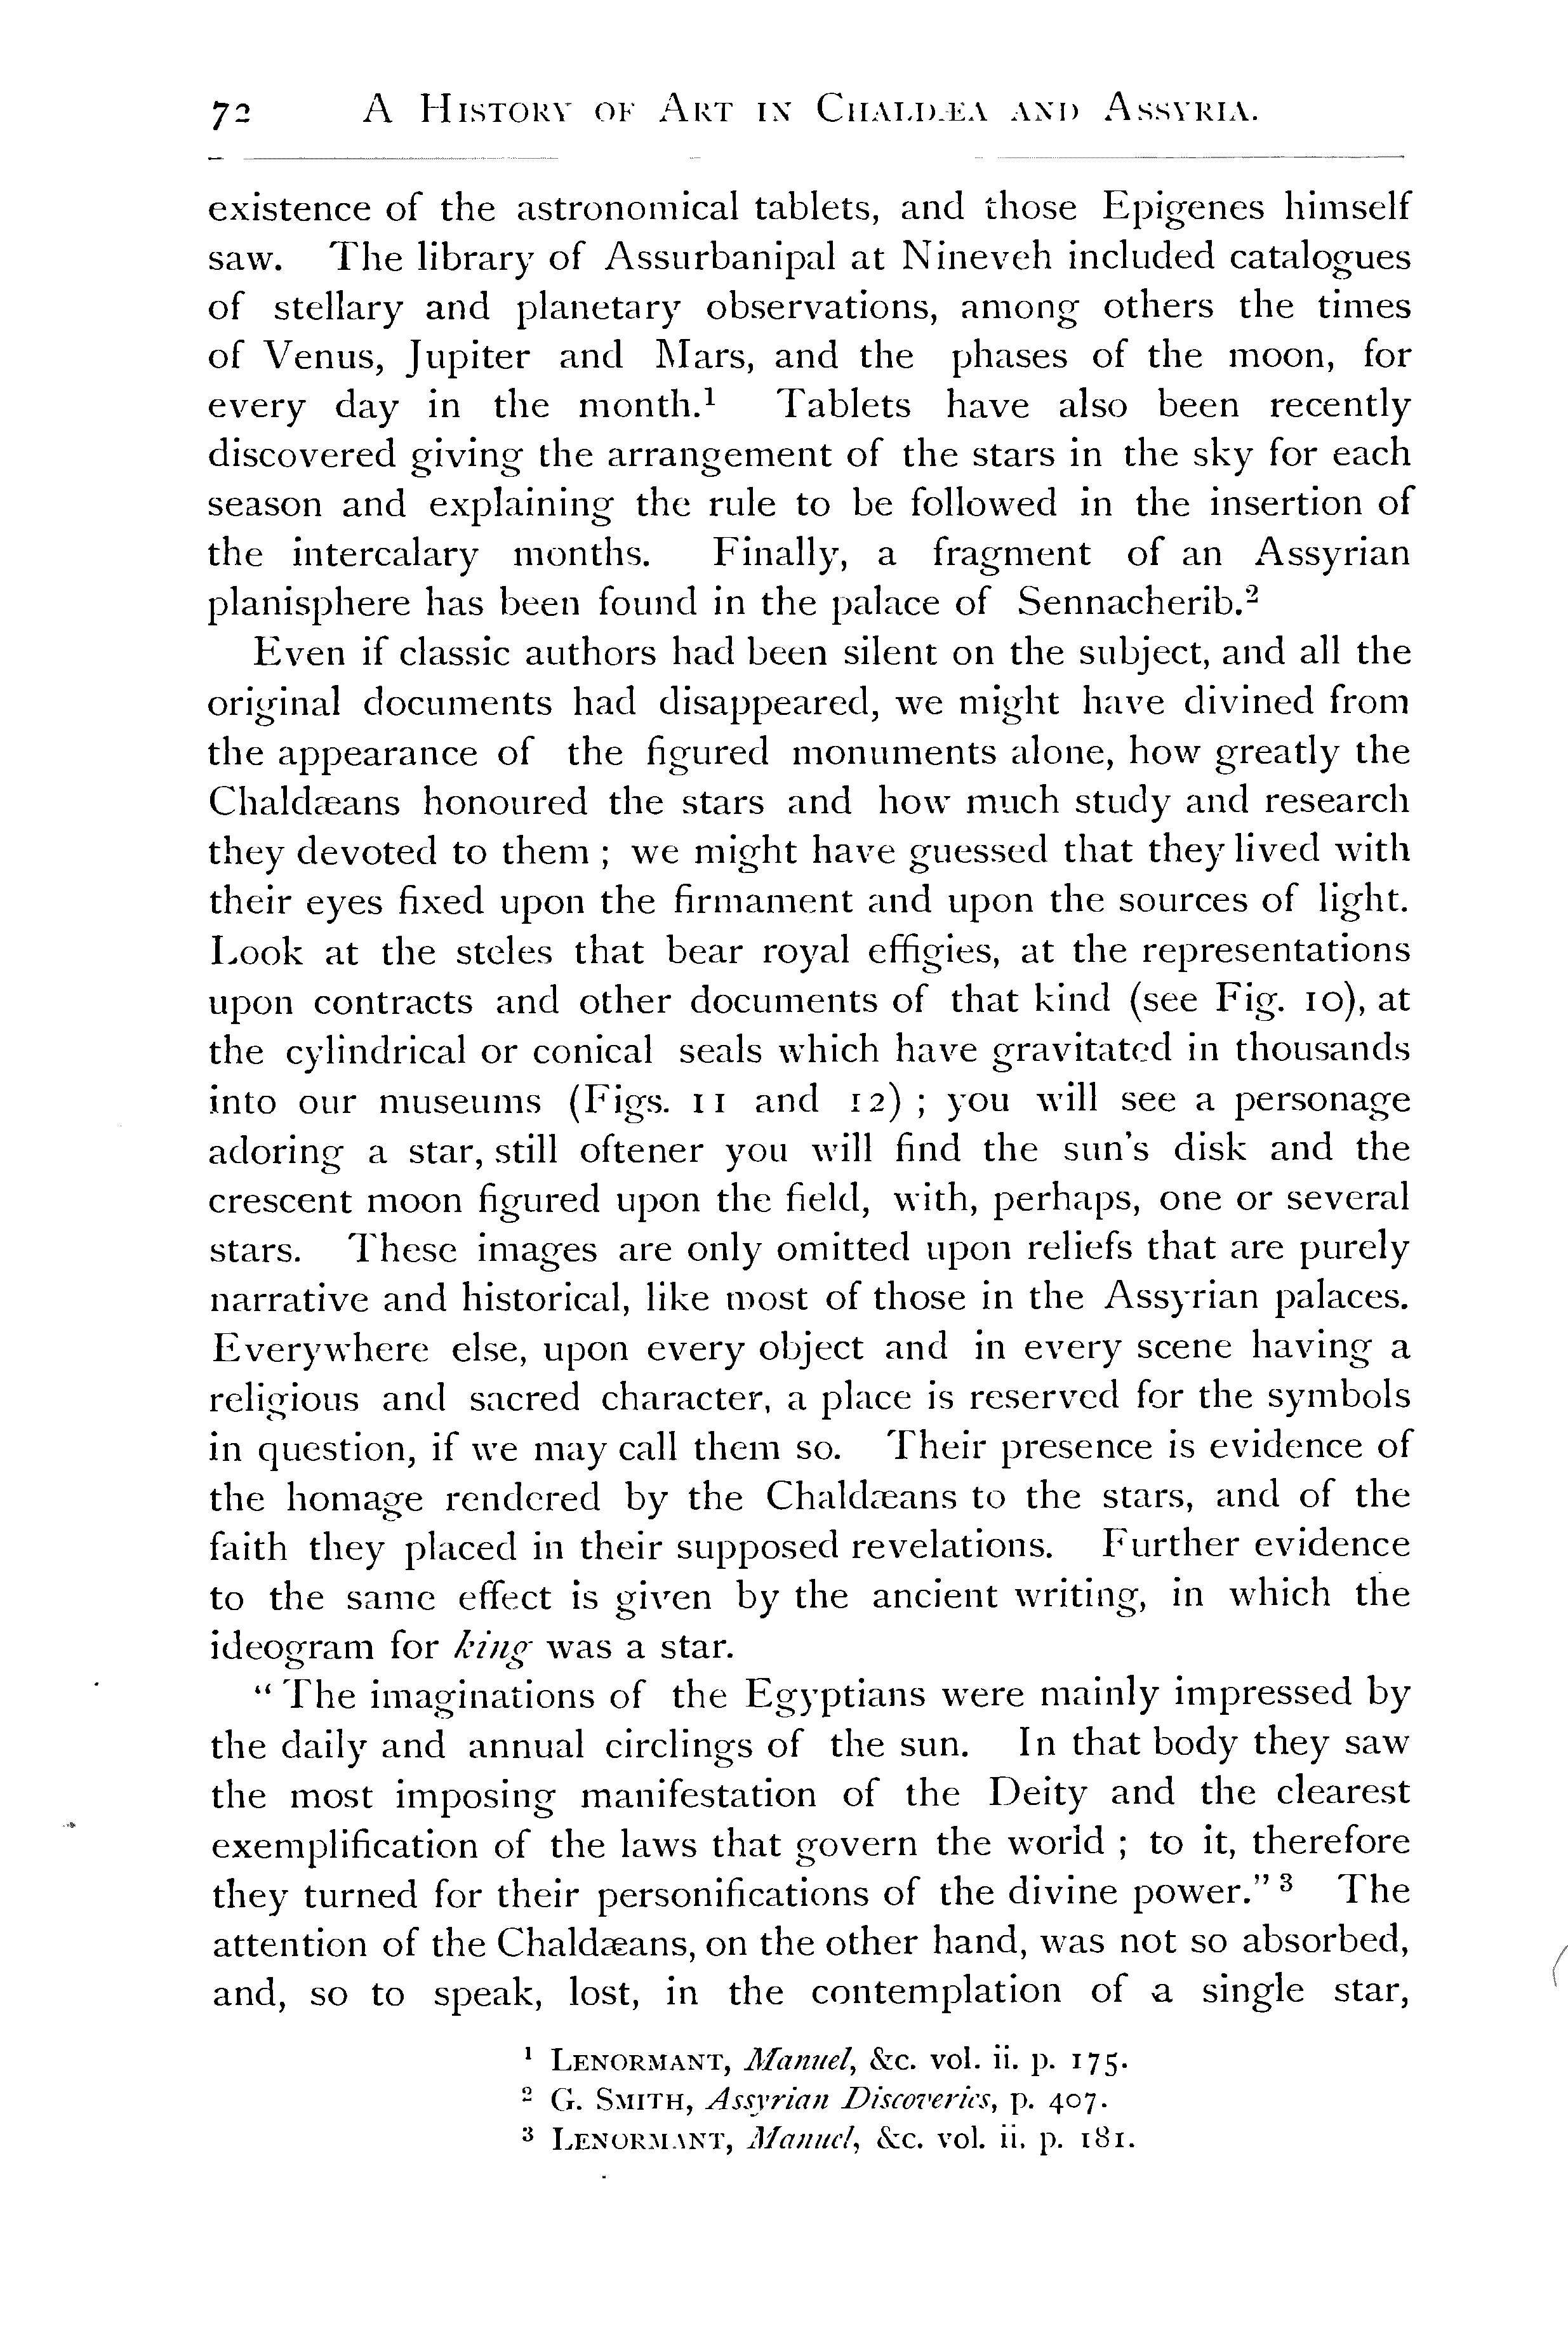 72 A History of Art in Chaldæa and Assyria.
existence of the astronomical tablets, and those Epigenes himself
saw. The library of Assurbanipal at Nineveh included catalogues
of stellary and planetary observations, among others the times
of Venus, Jupiter and Mars, and the phases of the moon, for
every day in the month.¹ Tablets have also been recently
discovered giving the arrangement of the stars in the sky for each
season and explaining the rule to be followed in the insertion of
the intercalary months. Finally, a fragment of an Assyrian
planisphere has been found in the palace of Sennacherib.²
Even if classic authors had been silent on the subject, and all the
original documents had disappeared, we might have divined from
the appearance of the figured monuments alone, how greatly the
Chaldæans honoured the stars and how much study and research
they devoted to them ; we might have guessed that they lived with
their eyes fixed upon the firmament and upon the sources of light.
Look at the steles that bear royal effigies, at the representations
upon contracts and other documents of that kind (see Fig. 10), at
the cylindrical or conical seals which have gravitated in thousands
into our museums (Figs. 11 and 12) ; you will see a personage
adoring a star, still oftener you will find the sun's disk and the
crescent moon figured upon the field, with, perhaps, one or several
stars. These images are only omitted upon reliefs that are purely
narrative and historical, like most of those in the Assyrian palaces.
Everywhere else, upon every object and in every scene having a
religious and sacred character, a place is reserved for the symbols
in question, if we may call them so. Their presence is evidence of
the homage rendered by the Chaldæans to the stars, and of the
faith they placed in their supposed revelations. Further evidence
to the same effect is given by the ancient writing, in which the
ideogram for king was a star.
“ The imaginations of the Egyptians were mainly impressed by
the daily and annual circlings of the sun. In that body they saw
the most imposing manifestation of the Deity and the clearest
exemplification of the laws that govern the world ; to it, therefore
they turned for their personifications of the divine power.” ³ The
attention of the Chaldæans, on the other hand, was not so absorbed,
and, so to speak, lost, in the contemplation of a single star,
¹ Lenormant, Manuel, &c. vol. ii. p. 175.
² G. Smith, Assyrian Discoveries, p. 407.
³ Lenormant, Manuel, &c. vol. ii. p. 181.